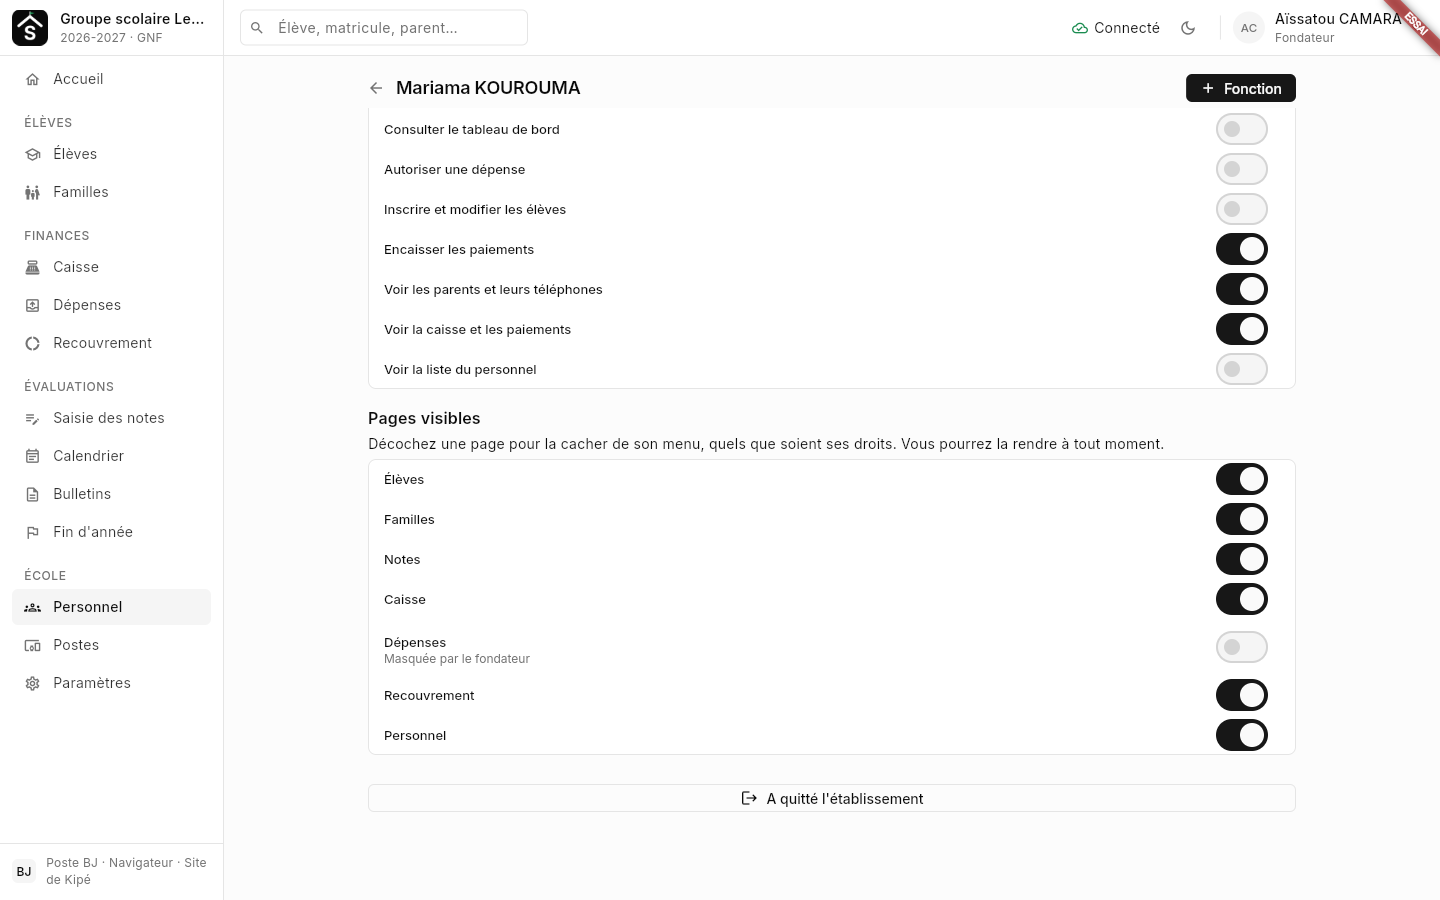 Groupe scolaire Le...
2026-2027 · GNF
Élève, matricule, parent...
Connecté
AC
Aïssatou CAMARA
Fondateur
ESSAI
Accueil
ÉLÈVES
Élèves
Familles
FINANCES
Caisse
Dépenses
Recouvrement
ÉVALUATIONS
Saisie des notes
Calendrier
Bulletins
Fin d'année
ÉCOLE
Personnel
Postes
Paramètres
BJ
Poste BJ · Navigateur · Site
de Kipé
Mariama KOUROUMA
+ Fonction
Consulter le tableau de bord
Autoriser une dépense
Inscrire et modifier les élèves
Encaisser les paiements
Voir les parents et leurs téléphones
Voir la caisse et les paiements
Voir la liste du personnel
Pages visibles
Décochez une page pour la cacher de son menu, quels que soient ses droits. Vous pourrez la rendre à tout moment.
Élèves
Familles
Notes
Caisse
Dépenses
Masquée par le fondateur
Recouvrement
Personnel
A quitté l'établissement